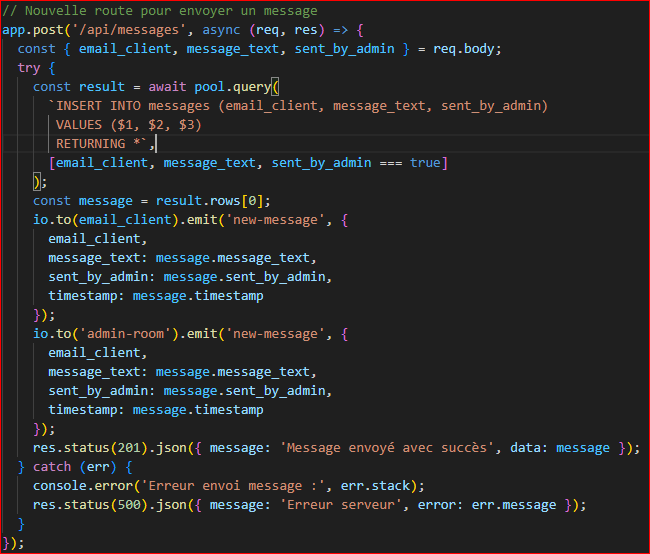 // Nouvelle route pour envoyer un message
app.post('/api/messages', async (req, res) => {
  const { email_client, message_text, sent_by_admin } = req.body;
  try {
    const result = await pool.query(
      `INSERT INTO messages (email_client, message_text, sent_by_admin)
       VALUES ($1, $2, $3)
       RETURNING *`,
      [email_client, message_text, sent_by_admin === true]
    );
    const message = result.rows[0];
    io.to(email_client).emit('new-message', {
      email_client,
      message_text: message.message_text,
      sent_by_admin: message.sent_by_admin,
      timestamp: message.timestamp
    });
    io.to('admin-room').emit('new-message', {
      email_client,
      message_text: message.message_text,
      sent_by_admin: message.sent_by_admin,
      timestamp: message.timestamp
    });
    res.status(201).json({ message: 'Message envoyé avec succès', data: message });
  } catch (err) {
    console.error('Erreur envoi message :', err.stack);
    res.status(500).json({ message: 'Erreur serveur', error: err.message });
  }
});